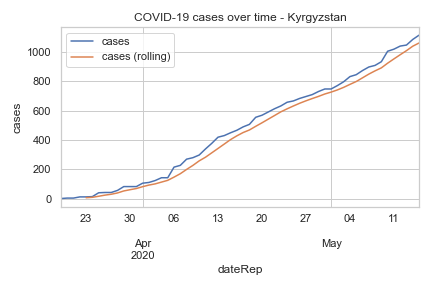 COVID-19 cases over time - Kyrgyzstan
cases
cases (rolling)
1000
800
600
400
200
0
cases
23 30 06 13 20 27 04 11
Apr May
2020
dateRep